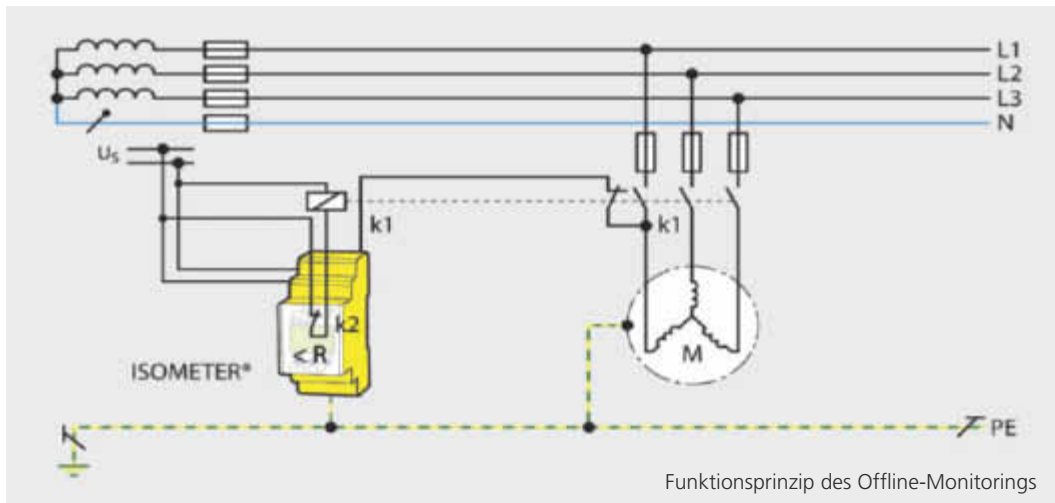 L1
L2
L3
N
Us
k1
k1
k2
< R
ISOMETER®
M
PE
Funktionsprinzip des Offline-Monitorings